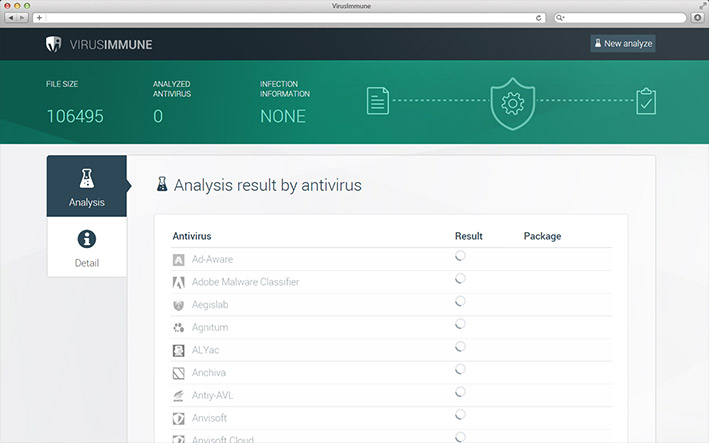 VirusImmune
VIRUSIMMUNE
New analyze
FILE SIZE
106495
ANALYZED
ANTIVIRUS
0
INFECTION
INFORMATION
NONE
Analysis
Detail
Analysis result by antivirus
Antivirus Result Package
Ad-Aware
Adobe Malware Classifier
Aegislab
Agnitum
ALYac
Anchiva
Antiy-AVL
Anvisoft
Anvisoft Cloud